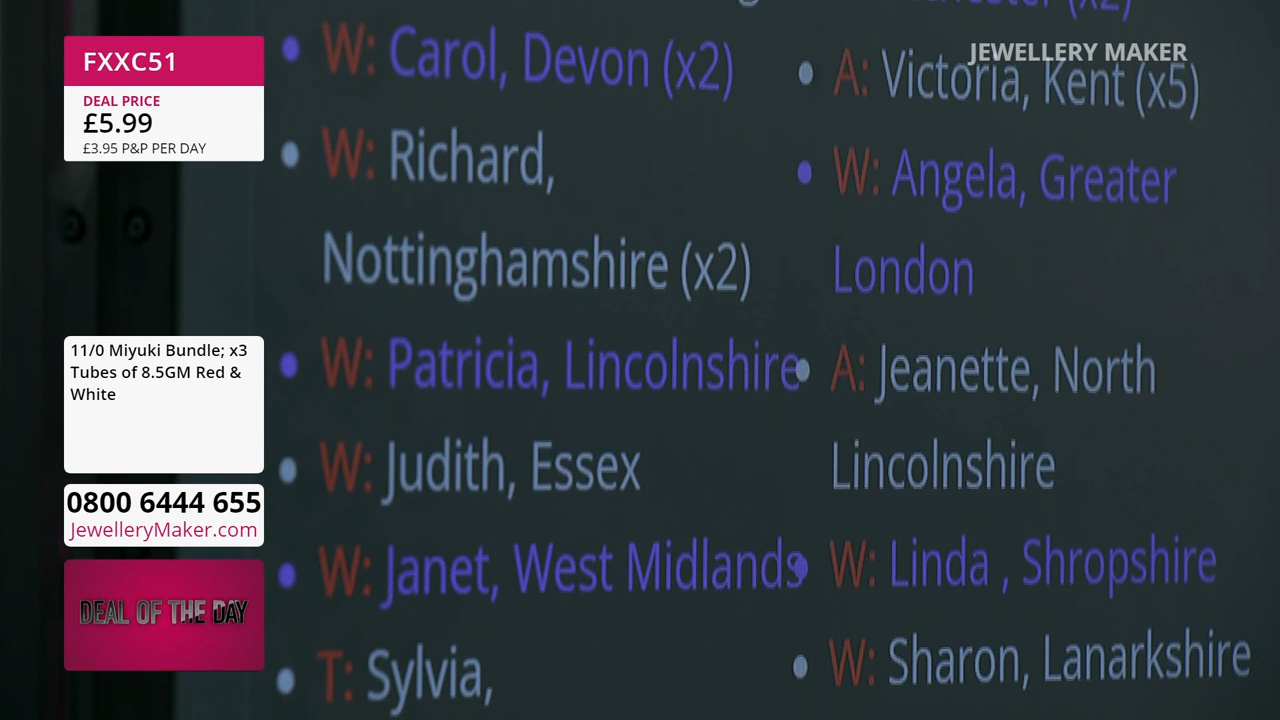 FXXC51
DEAL PRICE
£5.99
£3.95 P&P PER DAY
11/0 Miyuki Bundle; x3
Tubes of 8.5GM Red &
White
0800 6444 655
JewelleryMaker.com
DEAL OF THE DAY
JEWELLERY MAKER
• W: Carol, Devon (x2)
• W: Richard,
Nottinghamshire (x2)
• W: Patricia, Lincolnshire
• W: Judith, Essex
• W: Janet, West Midlands
• T: Sylvia,
(x2)
• A: Victoria, Kent (x5)
• W: Angela, Greater
London
• A: Jeanette, North
Lincolnshire
• W: Linda , Shropshire
• W: Sharon, Lanarkshire